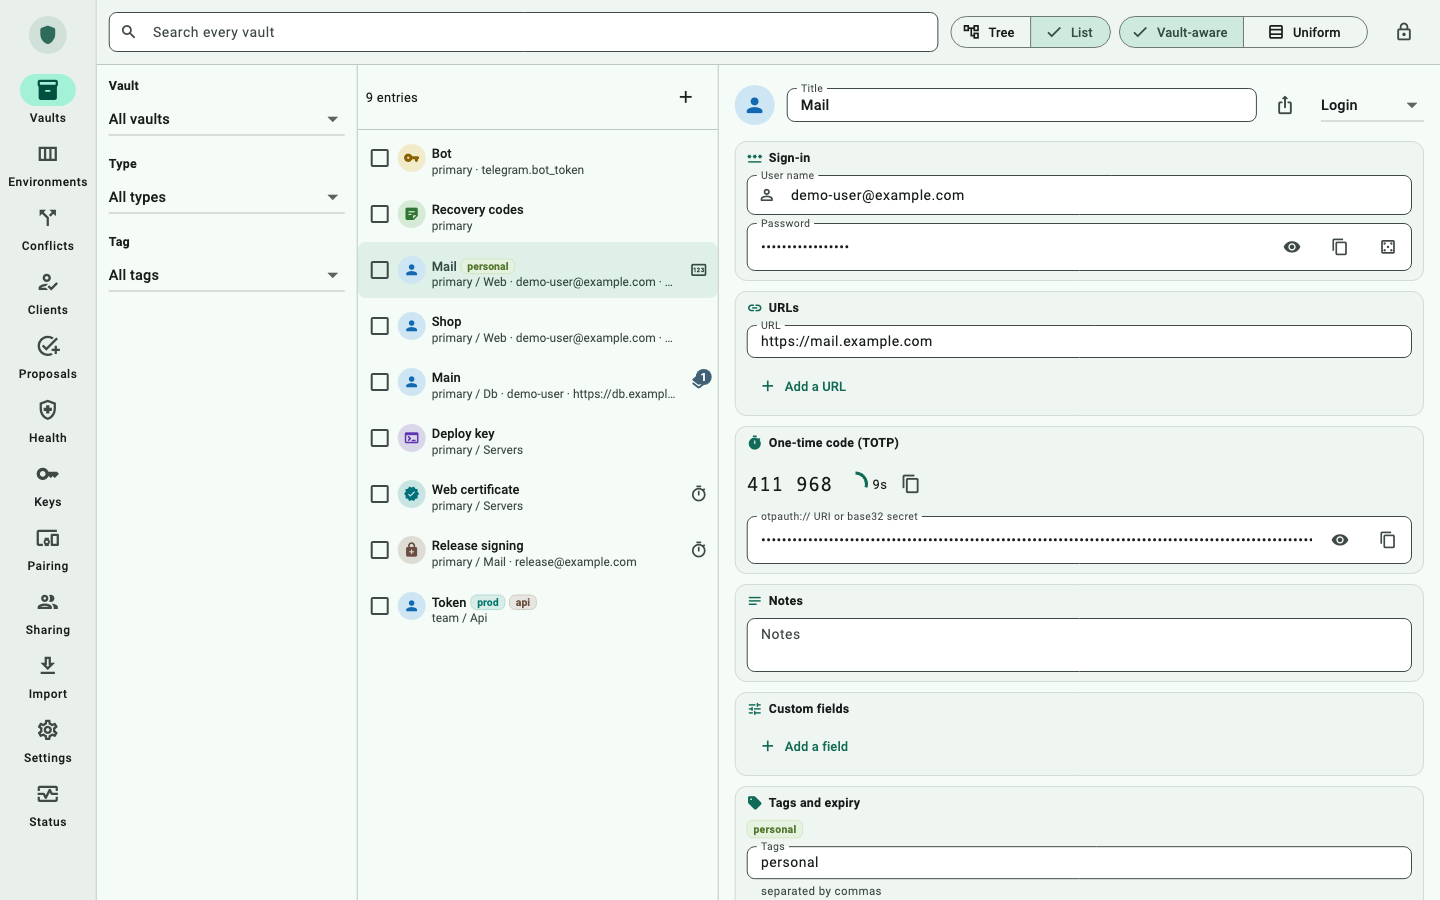 Search every vault
Tree
List
Vault-aware
Uniform
Vaults
Environments
Conflicts
Clients
Proposals
Health
Keys
Pairing
Sharing
Import
Settings
Status
Vault
All vaults
Type
All types
Tag
All tags
9 entries
Bot
primary · telegram.bot_token
Recovery codes
primary
Mail personal
primary / Web · demo-user@example.com · …
123
Shop
primary / Web · demo-user@example.com · …
Main
primary / Db · demo-user · https://db.exampl…
1
Deploy key
primary / Servers
Web certificate
primary / Servers
Release signing
primary / Mail · release@example.com
Token prod api
team / Api
Title
Mail
Login
Sign-in
User name
demo-user@example.com
Password
•••••••••••••••••
URLs
URL
https://mail.example.com
Add a URL
One-time code (TOTP)
411 968
9s
otpauth:// URI or base32 secret
Notes
Notes
Custom fields
Add a field
Tags and expiry
personal
Tags
personal
separated by commas